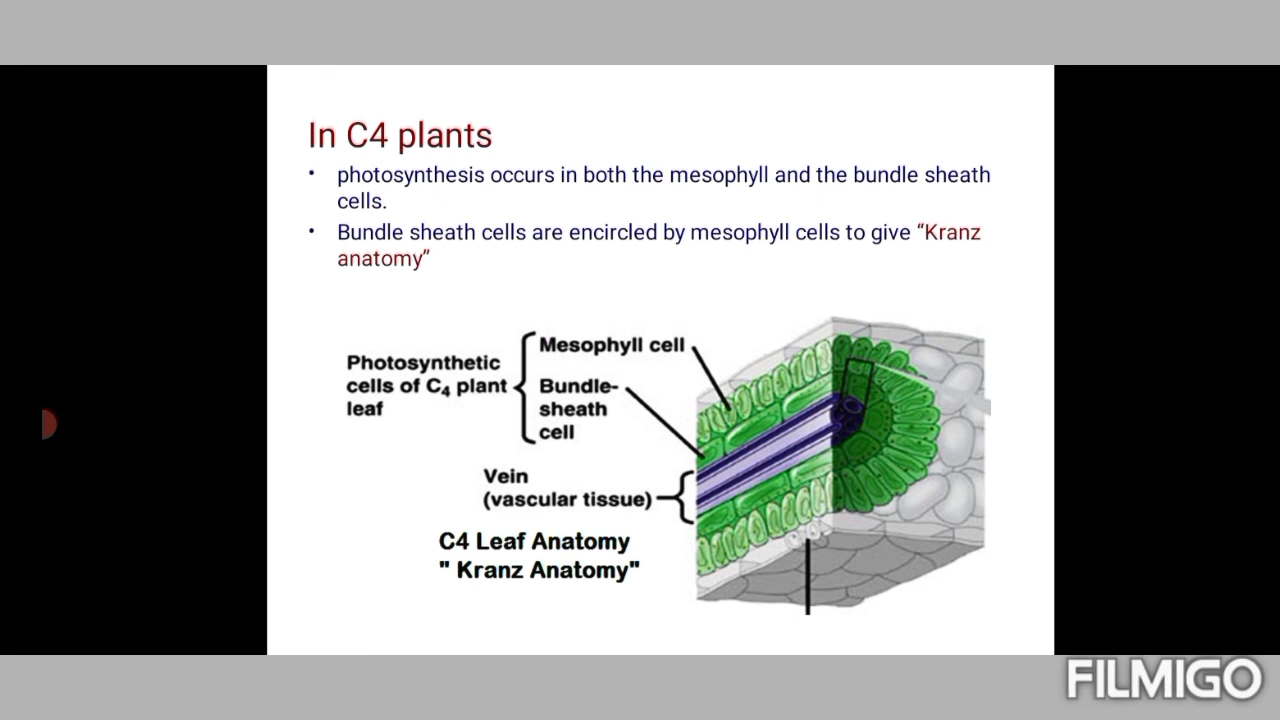 In C4 plants
• photosynthesis occurs in both the mesophyll and the bundle sheath
cells.
• Bundle sheath cells are encircled by mesophyll cells to give “Kranz
anatomy”
Photosynthetic
cells of C₄ plant
leaf
Mesophyll cell
Bundle-
sheath
cell
Vein
(vascular tissue)
C4 Leaf Anatomy
" Kranz Anatomy"
FILMIGO